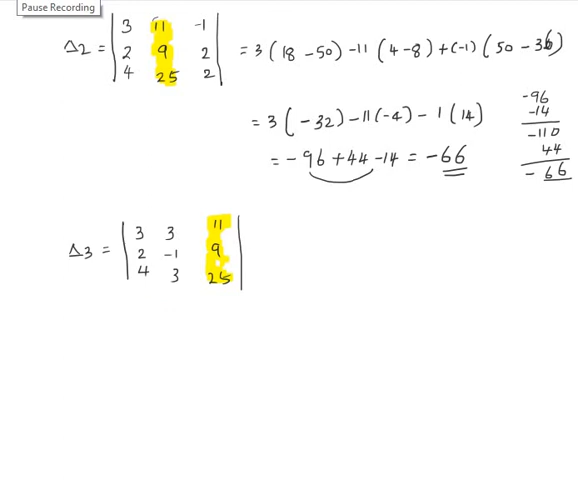 Pause Recording
Δ2 = | 3 11 -1 | = 3(18 -50) -11(4-8) +(-1)(50 -36)
| 2 9 2 |
| 4 25 2 |
= 3(-32) -11(-4) - 1(14)
= - 96 + 44 -14 = - 66
-96
-14
-110
44
- 66
Δ3 = | 3 3 11 |
| 2 -1 9 |
| 4 3 25 |